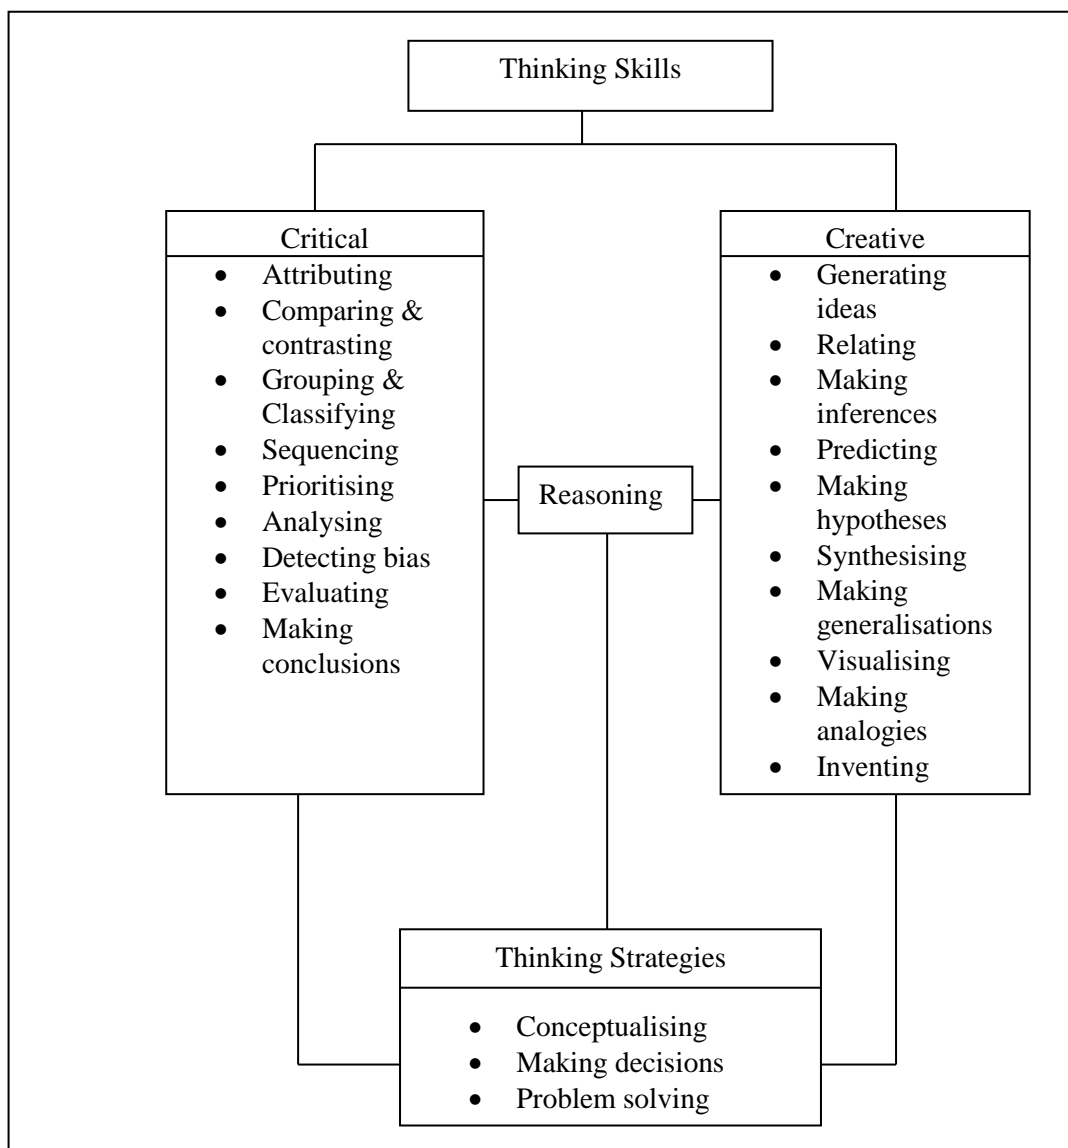 Thinking Skills
Critical
• Attributing
• Comparing &
contrasting
• Grouping &
Classifying
• Sequencing
• Prioritising
• Analysing
• Detecting bias
• Evaluating
• Making
conclusions
Reasoning
Creative
• Generating
ideas
• Relating
• Making
inferences
• Predicting
• Making
hypotheses
• Synthesising
• Making
generalisations
• Visualising
• Making
analogies
• Inventing
Thinking Strategies
• Conceptualising
• Making decisions
• Problem solving